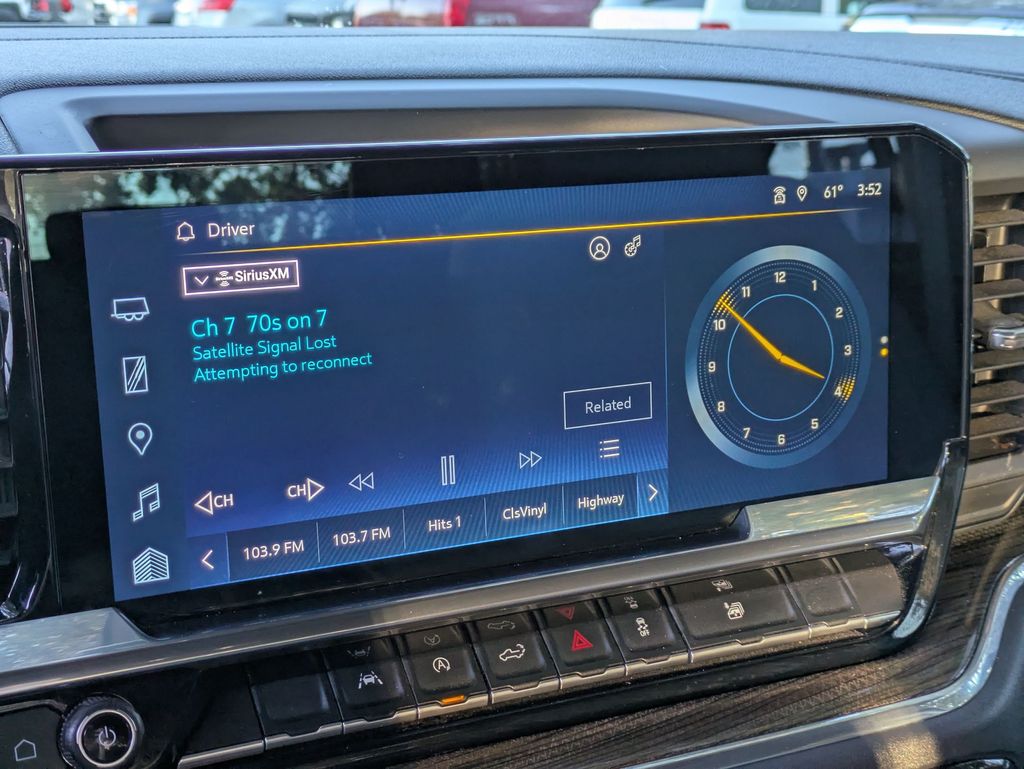 61° 3:52
Driver
SiriusXM
Ch 7 70s on 7
Satellite Signal Lost
Attempting to reconnect
Related
CH CH
103.9 FM 103.7 FM Hits 1 ClsVinyl Highway
12
1
2
3
4
5
6
7
8
9
10
11
A
OFF